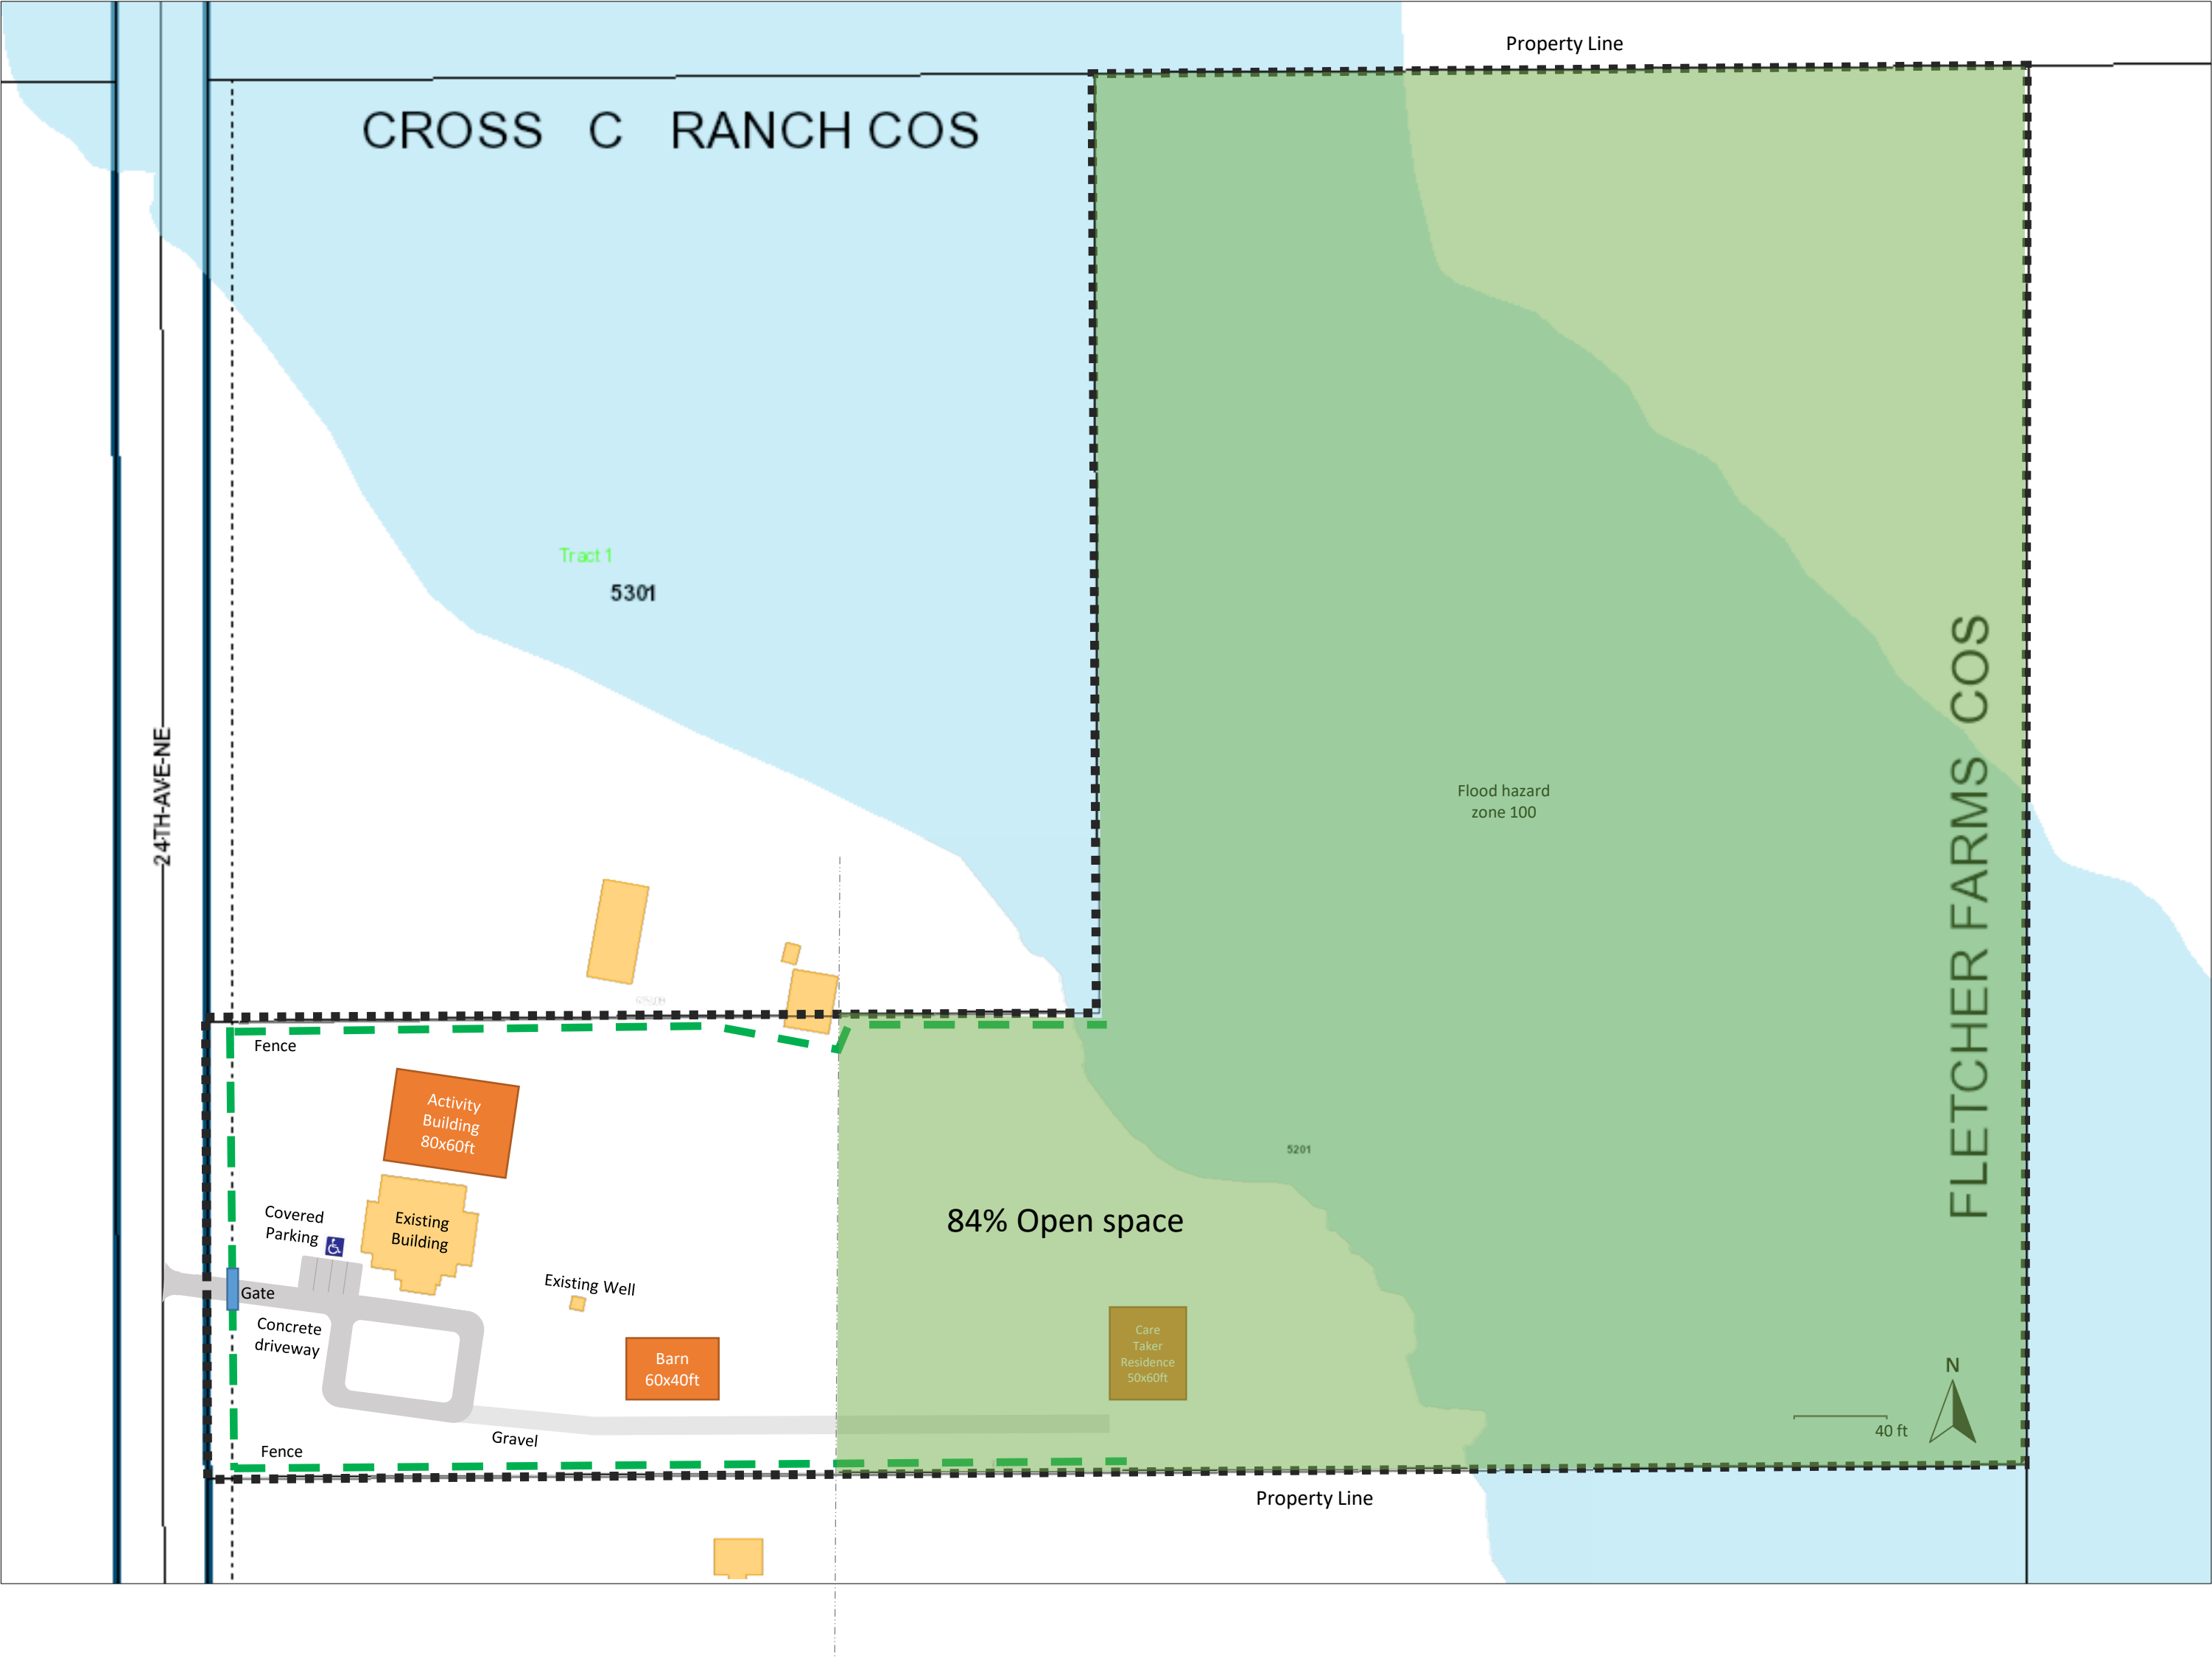 Property Line
CROSS C RANCH COS
Tract 1
5301
24TH-AVE-NE
Flood hazard
zone 100
FLETCHER FARMS COS
Fence
Activity
Building
80x60ft
5201
Covered
Parking
Existing
Building
84% Open space
Existing Well
Gate
Concrete
driveway
Barn
60x40ft
Care
Taker
Residence
50x60ft
N
40 ft
Gravel
Fence
Property Line